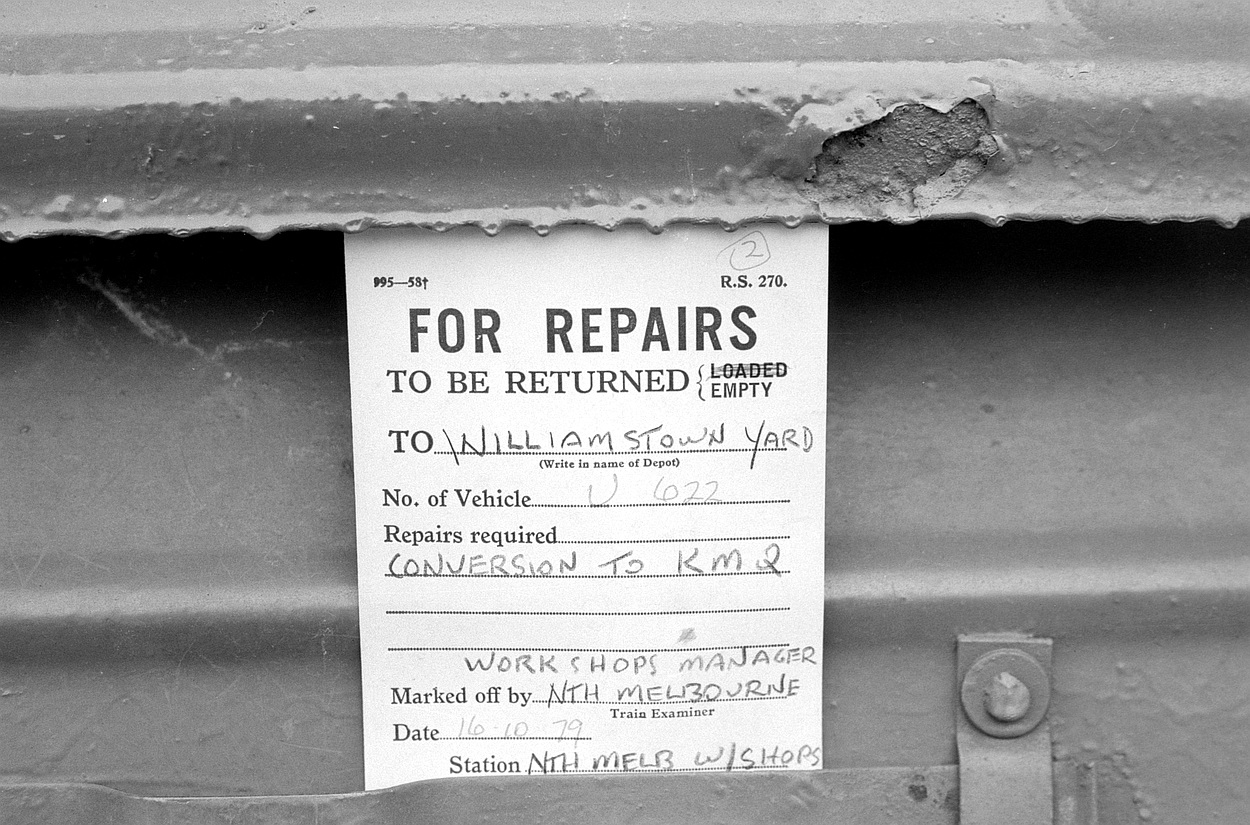 2
995—58†
R.S. 270.
FOR REPAIRS
TO BE RETURNED { LOADED
EMPTY
TO WILLIAMSTOWN YARD
(Write in name of Depot)
No. of Vehicle U 622
Repairs required
CONVERSION TO KMQ
WORKSHOPS MANAGER
Marked off by NTH MELBOURNE
Train Examiner
Date 16-10 79
Station NTH MELB W/SHOPS